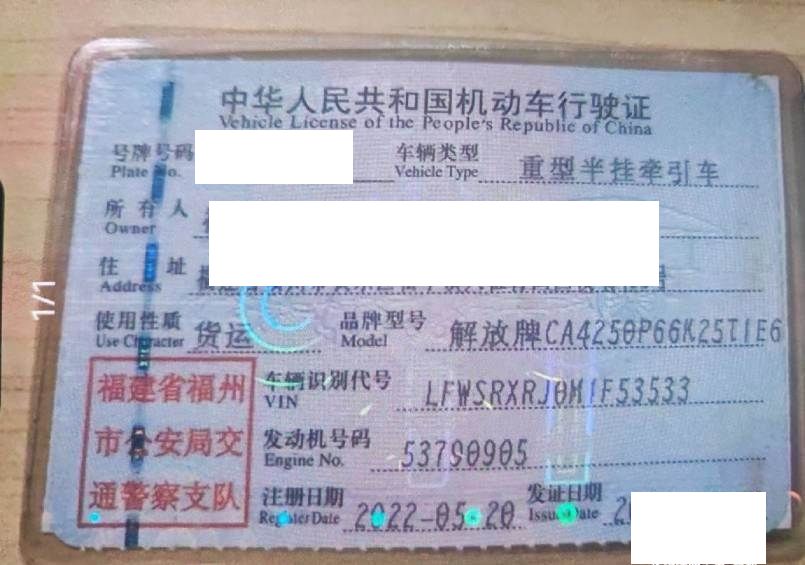 中华人民共和国机动车行驶证
Vehicle License of the People's Republic of China
号牌号码 车辆类型 重型半挂牵引车
Plate No. Vehicle Type
所有人
Owner
住址
Address
使用性质 货运 品牌型号 解放牌CA4250P66K25T1E6
Use Character Model
福建省福州
市公安局交
通警察支队
车辆识别代号 LFWSRXRJ0M1F53533
VIN
发动机号码 53790905
Engine No.
注册日期 2022-05-20 发证日期
Register Date Issue Date
1/1